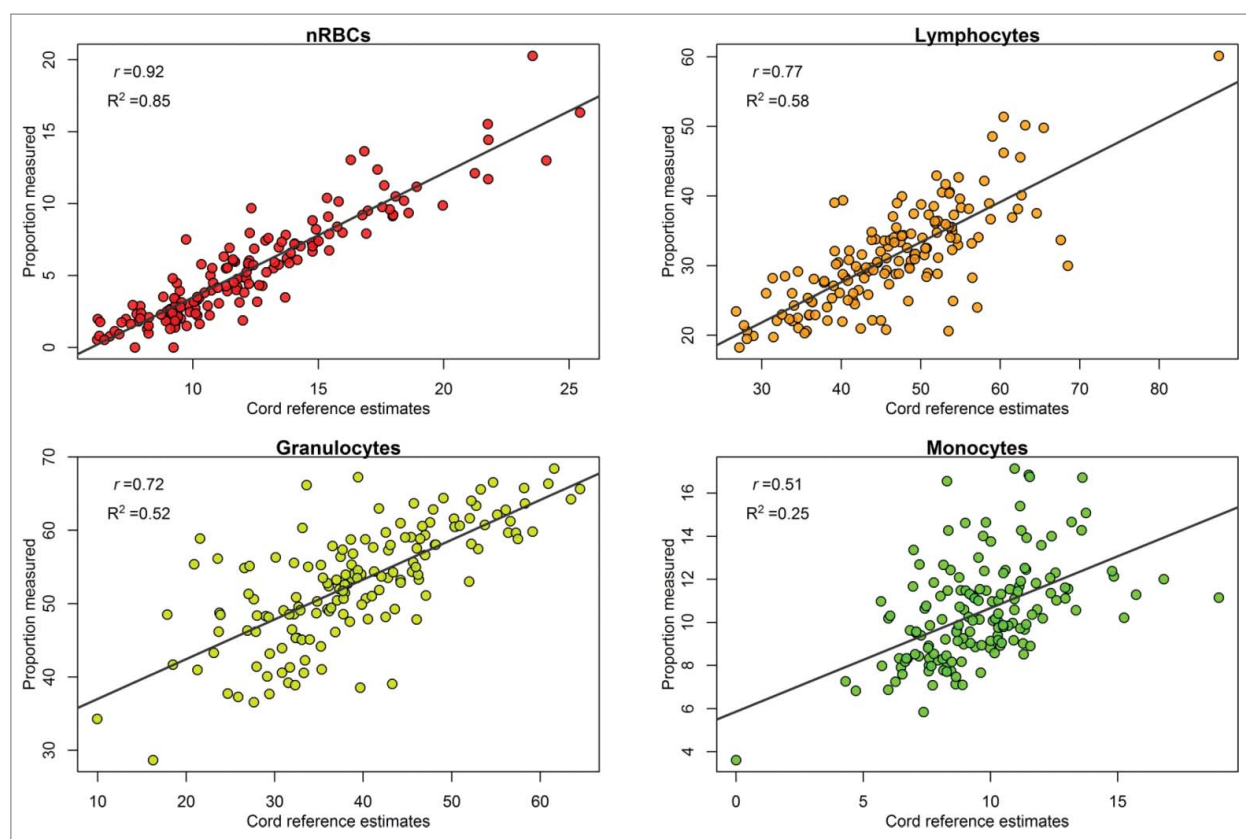 nRBCs
r=0.92
R2 =0.85
Proportion measured
0 5 10 15 20
10 15 20 25
Cord reference estimates
Lymphocytes
r=0.77
R2 =0.58
Proportion measured
20 30 40 50 60
30 40 50 60 70 80
Cord reference estimates
Granulocytes
r=0.72
R2 =0.52
Proportion measured
30 40 50 60 70
10 20 30 40 50 60
Cord reference estimates
Monocytes
r=0.51
R2 =0.25
Proportion measured
4 6 8 10 12 14 16
0 5 10 15
Cord reference estimates